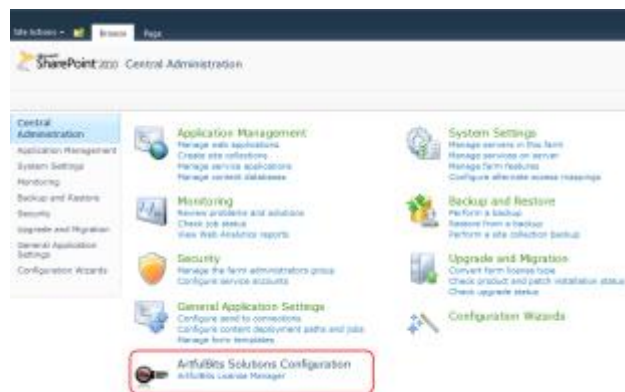 Site Actions
Browse
Page
Microsoft
SharePoint 2010
Central Administration
Central Administration
Application Management
System Settings
Monitoring
Backup and Restore
Security
Upgrade and Migration
General Application Settings
Configuration Wizards
Application Management
Manage web applications
Create site collections
Manage service applications
Manage content databases
Monitoring
Review problems and solutions
Check job status
View Web Analytics reports
Security
Manage the farm administrators group
Configure service accounts
General Application Settings
Configure send to connections
Configure content deployment paths and jobs
Manage form templates
ArtfulBits Solutions Configuration
ArtfulBits License Manager
System Settings
Manage servers in this farm
Manage services on server
Manage farm features
Configure alternate access mappings
Backup and Restore
Perform a backup
Restore from a backup
Perform a site collection backup
Upgrade and Migration
Convert farm license type
Check product and patch installation status
Check upgrade status
Configuration Wizards